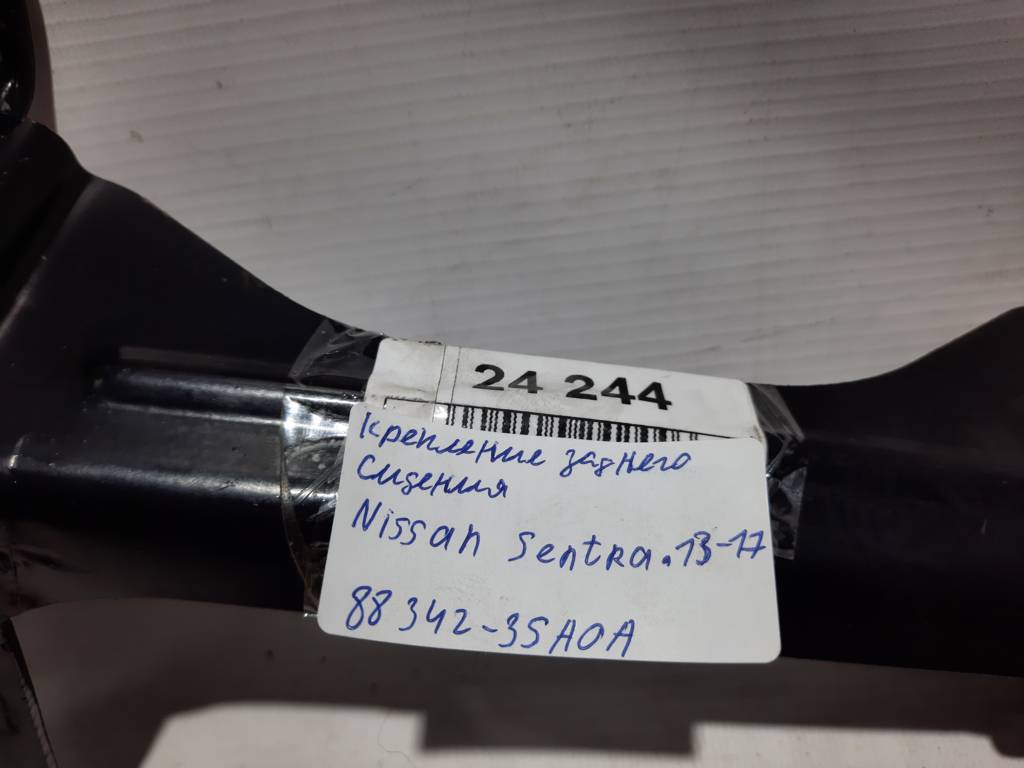 24 244
Крепление заднего
сидения
Nissan Sentra.13-17
88342-3SA0A